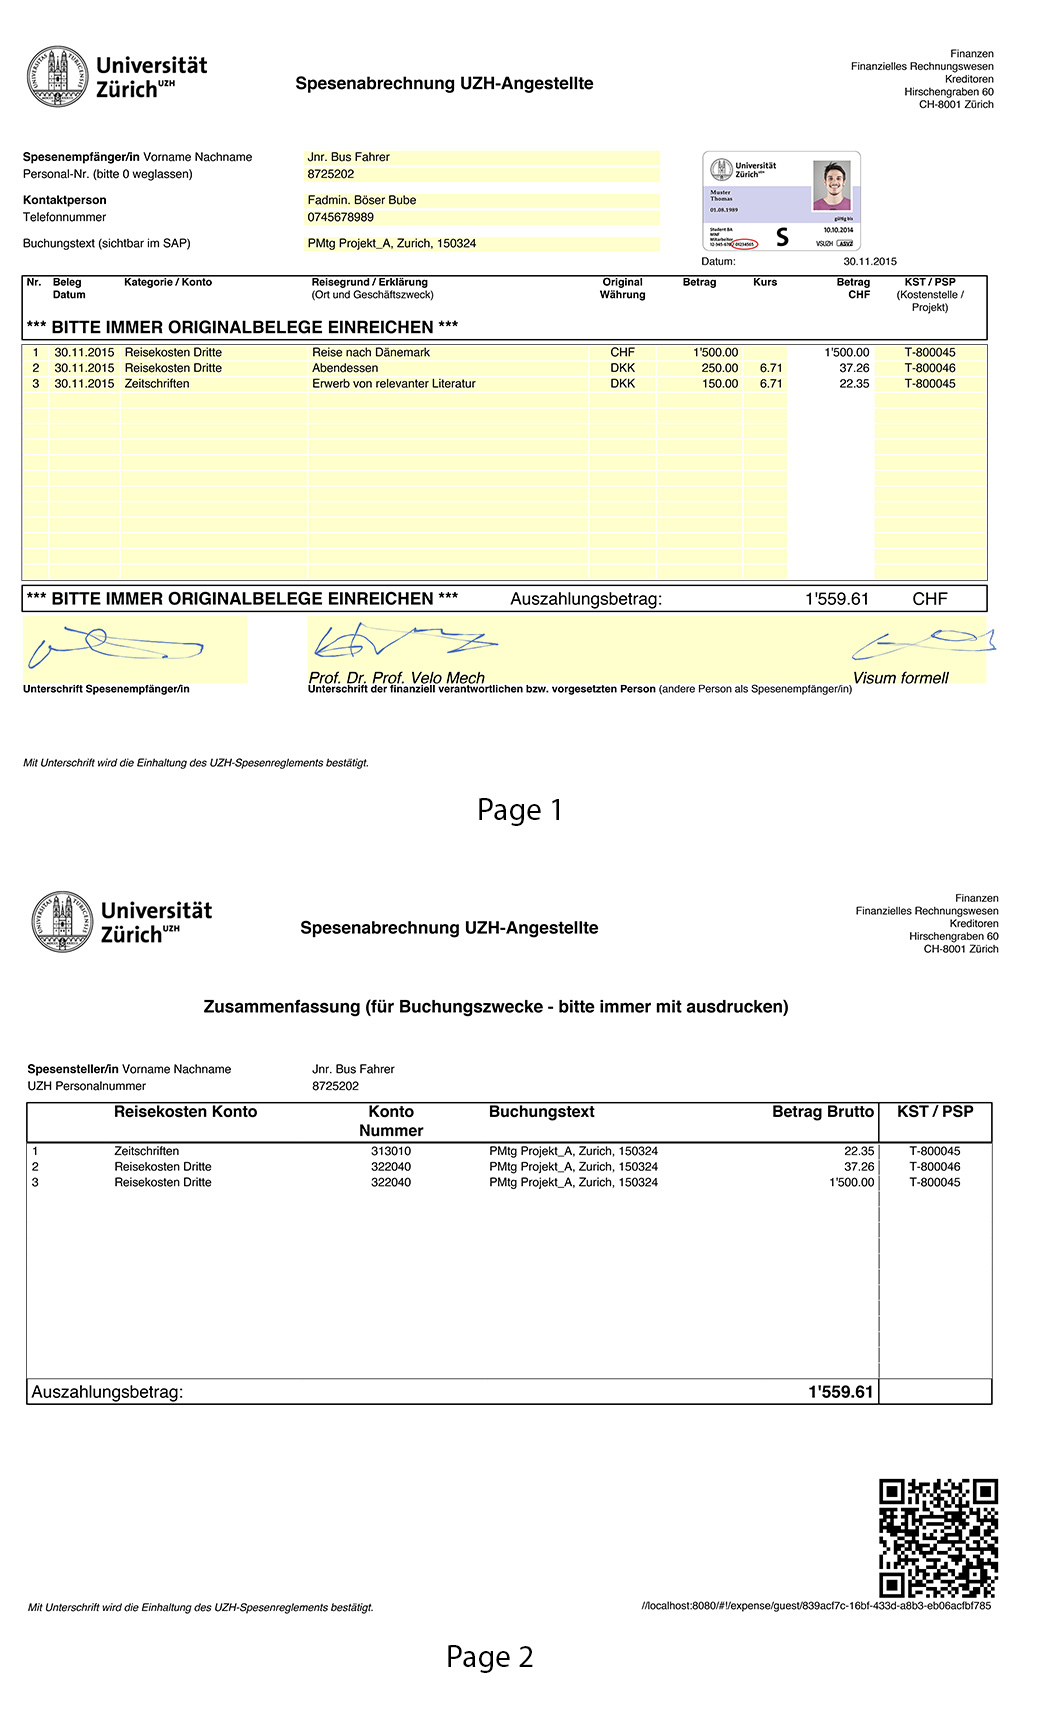 Universität
Zürich UZH
Spesenabrechnung UZH-Angestellte
Finanzen
Finanzielles Rechnungswesen
Kreditoren
Hirschengraben 60
CH-8001 Zürich
Spesenempfänger/in Vorname Nachname Jnr. Bus Fahrer
Personal-Nr. (bitte 0 weglassen) 8725202
Kontaktperson Fadmin. Böser Bube
Telefonnummer 0745678989
Buchungstext (sichtbar im SAP) PMtg Projekt_A, Zurich, 150324
Universität
Zürich UZH
Muster
Thomas
01.08.1989
gültig bis
10.10.2014
Student BA
MNF
Mitarbeiter
S
VSUZH ASVZ
Datum: 30.11.2015
Nr. Beleg Datum Kategorie / Konto Reisegrund / Erklärung (Ort und Geschäftszweck) Original Währung Betrag Kurs Betrag CHF KST / PSP (Kostenstelle / Projekt)
*** BITTE IMMER ORIGINALBELEGE EINREICHEN ***
1 30.11.2015 Reisekosten Dritte Reise nach Dänemark CHF 1'500.00 1'500.00 T-800045
2 30.11.2015 Reisekosten Dritte Abendessen DKK 250.00 6.71 37.26 T-800046
3 30.11.2015 Zeitschriften Erwerb von relevanter Literatur DKK 150.00 6.71 22.35 T-800045
*** BITTE IMMER ORIGINALBELEGE EINREICHEN *** Auszahlungsbetrag: 1'559.61 CHF
Prof. Dr. Prof. Velo Mech Visum formell
Unterschrift Spesenempfänger/in Unterschrift der finanziell verantwortlichen bzw. vorgesetzten Person (andere Person als Spesenempfänger/in)
Mit Unterschrift wird die Einhaltung des UZH-Spesenreglements bestätigt.
Page 1
Universität
Zürich UZH
Spesenabrechnung UZH-Angestellte
Finanzen
Finanzielles Rechnungswesen
Kreditoren
Hirschengraben 60
CH-8001 Zürich
Zusammenfassung (für Buchungszwecke - bitte immer mit ausdrucken)
Spesensteller/in Vorname Nachname Jnr. Bus Fahrer
UZH Personalnummer 8725202
Reisekosten Konto Konto Nummer Buchungstext Betrag Brutto KST / PSP
1 Zeitschriften 313010 PMtg Projekt_A, Zurich, 150324 22.35 T-800045
2 Reisekosten Dritte 322040 PMtg Projekt_A, Zurich, 150324 37.26 T-800046
3 Reisekosten Dritte 322040 PMtg Projekt_A, Zurich, 150324 1'500.00 T-800045
Auszahlungsbetrag: 1'559.61
Mit Unterschrift wird die Einhaltung des UZH-Spesenreglements bestätigt.
//localhost:8080/#!/expense/guest/839acf7c-16bf-433d-a8b3-eb06acfbf785
Page 2